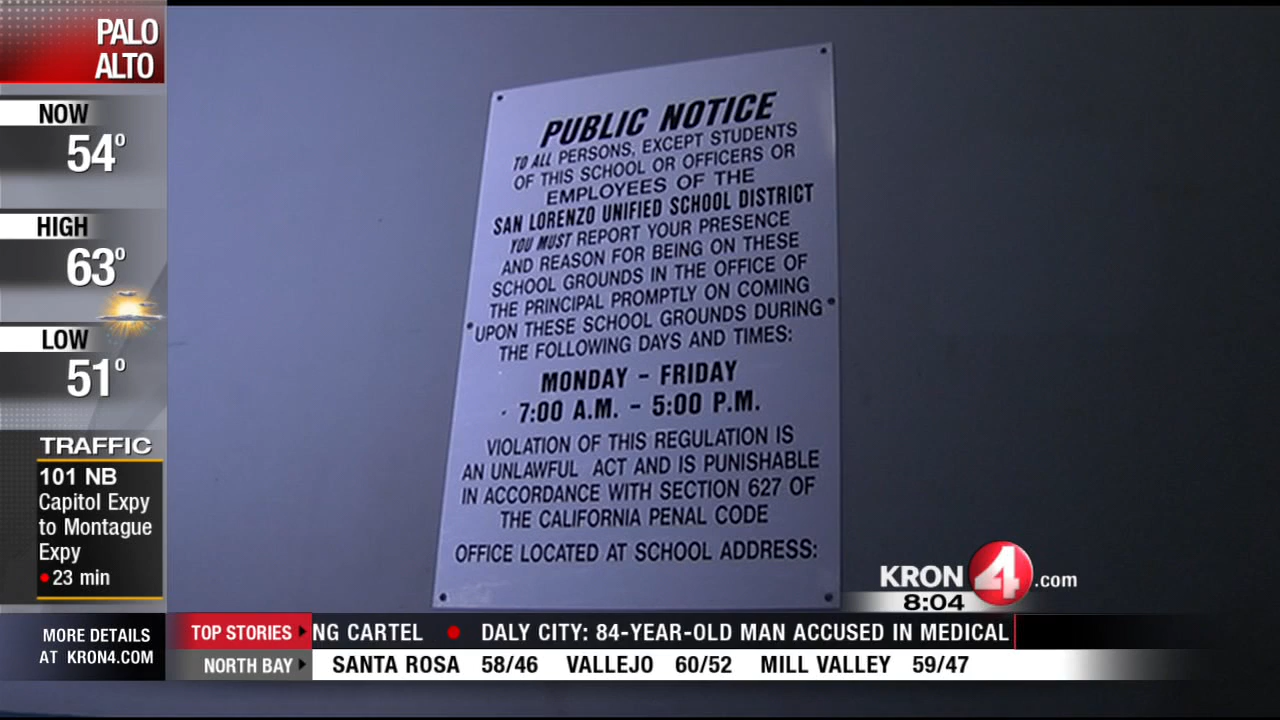 PALO
ALTO
NOW
54°
HIGH
63°
LOW
51°
TRAFFIC
101 NB
Capitol Expy
to Montague
Expy
23 min
MORE DETAILS
AT KRON4.COM
PUBLIC NOTICE
TO ALL PERSONS, EXCEPT STUDENTS
OF THIS SCHOOL OR OFFICERS OR
EMPLOYEES OF THE
SAN LORENZO UNIFIED SCHOOL DISTRICT
YOU MUST REPORT YOUR PRESENCE
AND REASON FOR BEING ON THESE
SCHOOL GROUNDS IN THE OFFICE OF
THE PRINCIPAL PROMPTLY ON COMING
UPON THESE SCHOOL GROUNDS DURING
THE FOLLOWING DAYS AND TIMES:
MONDAY - FRIDAY
7:00 A.M. - 5:00 P.M.
VIOLATION OF THIS REGULATION IS
AN UNLAWFUL ACT AND IS PUNISHABLE
IN ACCORDANCE WITH SECTION 627 OF
THE CALIFORNIA PENAL CODE
OFFICE LOCATED AT SCHOOL ADDRESS:
KRON 4.com
8:04
TOP STORIES NG CARTEL • DALY CITY: 84-YEAR-OLD MAN ACCUSED IN MEDICAL
NORTH BAY SANTA ROSA 58/46 VALLEJO 60/52 MILL VALLEY 59/47